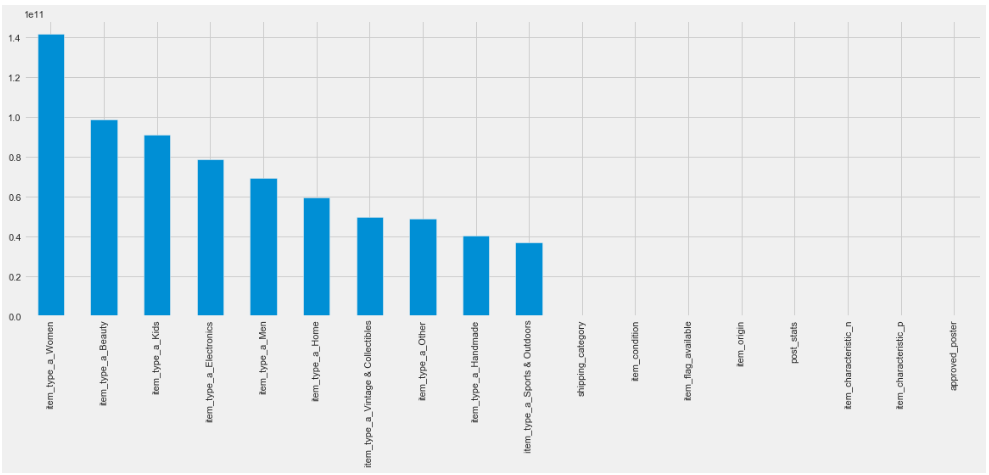 1e11
1.4
1.2
1.0
0.8
0.6
0.4
0.2
0.0
item_type_a_Women
item_type_a_Beauty
item_type_a_Kids
item_type_a_Electronics
item_type_a_Men
item_type_a_Home
item_type_a_Vintage & Collectibles
item_type_a_Other
item_type_a_Handmade
item_type_a_Sports & Outdoors
shipping_category
item_condition
item_flag_available
item_origin
post_stats
item_characteristic_n
item_characteristic_p
approved_poster